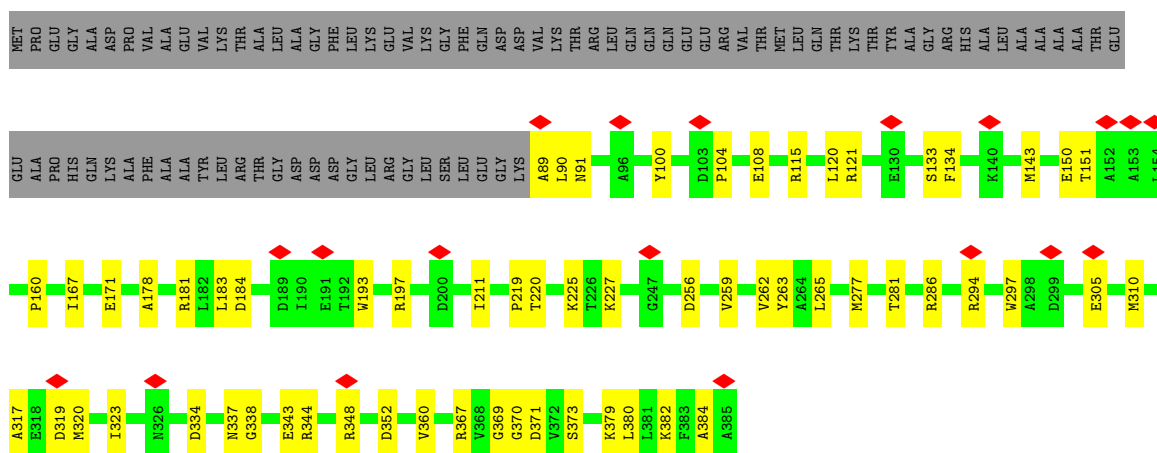 MET PRO GLU GLY ALA ASP PRO VAL ALA GLU VAL LYS THR ALA LEU ALA GLY PHE LEU LYS GLU VAL LYS GLY PHE GLN ASP ASP VAL LYS THR ARG LEU GLN GLN GLN GLU GLU ARG VAL THR MET LEU GLN THR LYS THR TYR ALA GLY ARG HIS ALA LEU ALA ALA ALA ALA THR GLU
GLU ALA PRO HIS GLN LYS ALA PHE ALA ALA TYR LEU ARG THR GLY ASP ASP ASP GLY LEU ARG GLY LEU SER LEU GLU GLY LYS A89 L90 N91 A96 Y100 D103 P104 E108 R115 L120 R121 E130 S133 F134 K140 M143 E150 T151 A152 A153 L154
P160 I167 E171 A178 R181 L182 L183 D184 D189 I190 E191 T192 W193 R197 D200 I211 P219 T220 K225 T226 K227 G247 D256 V259 V262 Y263 A264 L265 M277 T281 R286 R294 W297 A298 D299 E305 M310
A317 E318 D319 M320 I323 N326 D334 N337 G338 E343 R344 R348 D352 V360 R367 V368 G369 G370 D371 V372 S373 K379 L380 L381 K382 F383 A384 A385